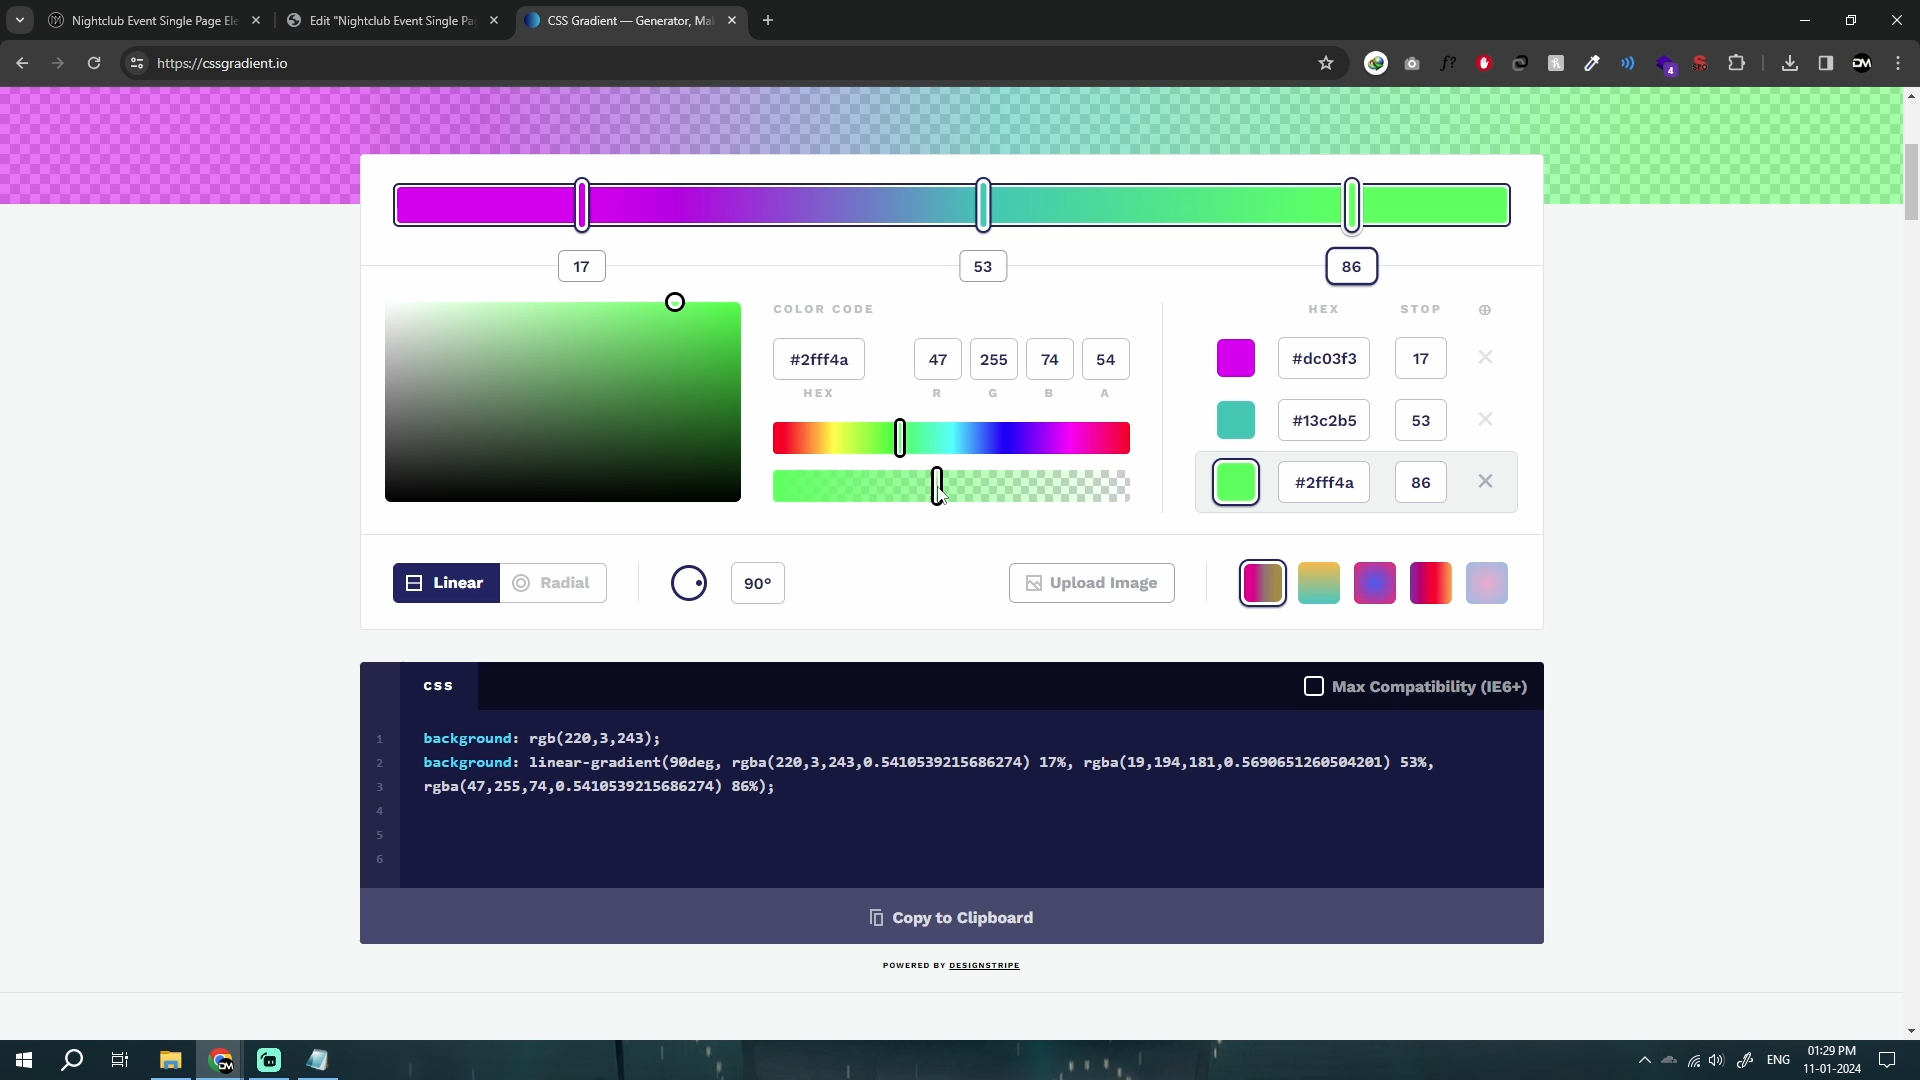 Nightclub Event Single Page Ele
Edit "Nightclub Event Single Pa
CSS Gradient — Generator, Mal
https://cssgradient.io
4
DM
17
53
86
COLOR CODE
HEX
STOP
#2fff4a
47
255
74
54
HEX
R
G
B
A
#dc03f3
17
#13c2b5
53
#2fff4a
86
Linear
Radial
90°
Upload Image
CSS
Max Compatibility (IE6+)
1
background: rgb(220,3,243);
2
background: linear-gradient(90deg, rgba(220,3,243,0.5410539215686274) 17%, rgba(19,194,181,0.5690651260504201) 53%,
3
rgba(47,255,74,0.5410539215686274) 86%);
4
5
6
Copy to Clipboard
POWERED BY DESIGNSTRIPE
ENG
01:29 PM
11-01-2024